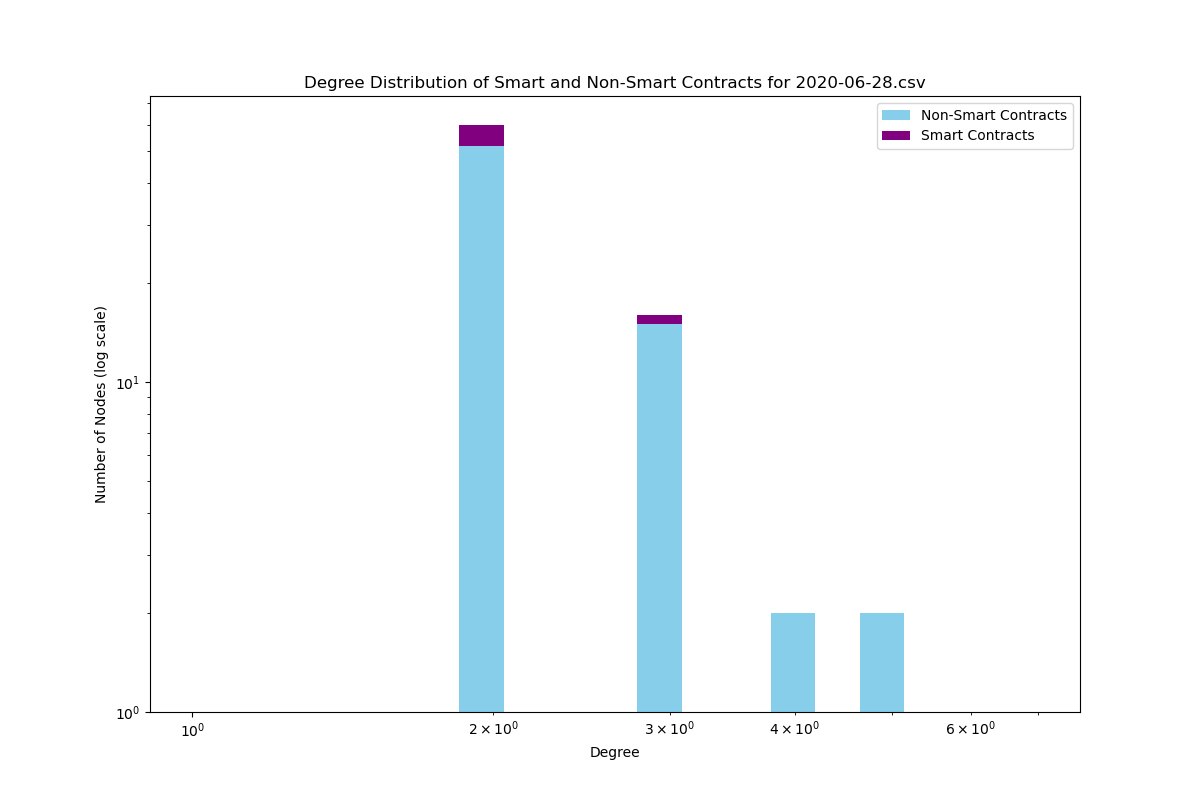 Degree Distribution of Smart and Non-Smart Contracts for 2020-06-28.csv
Non-Smart Contracts
Smart Contracts
Number of Nodes (log scale)
10¹
10⁰
10⁰
2 × 10⁰
3 × 10⁰
4 × 10⁰
6 × 10⁰
Degree